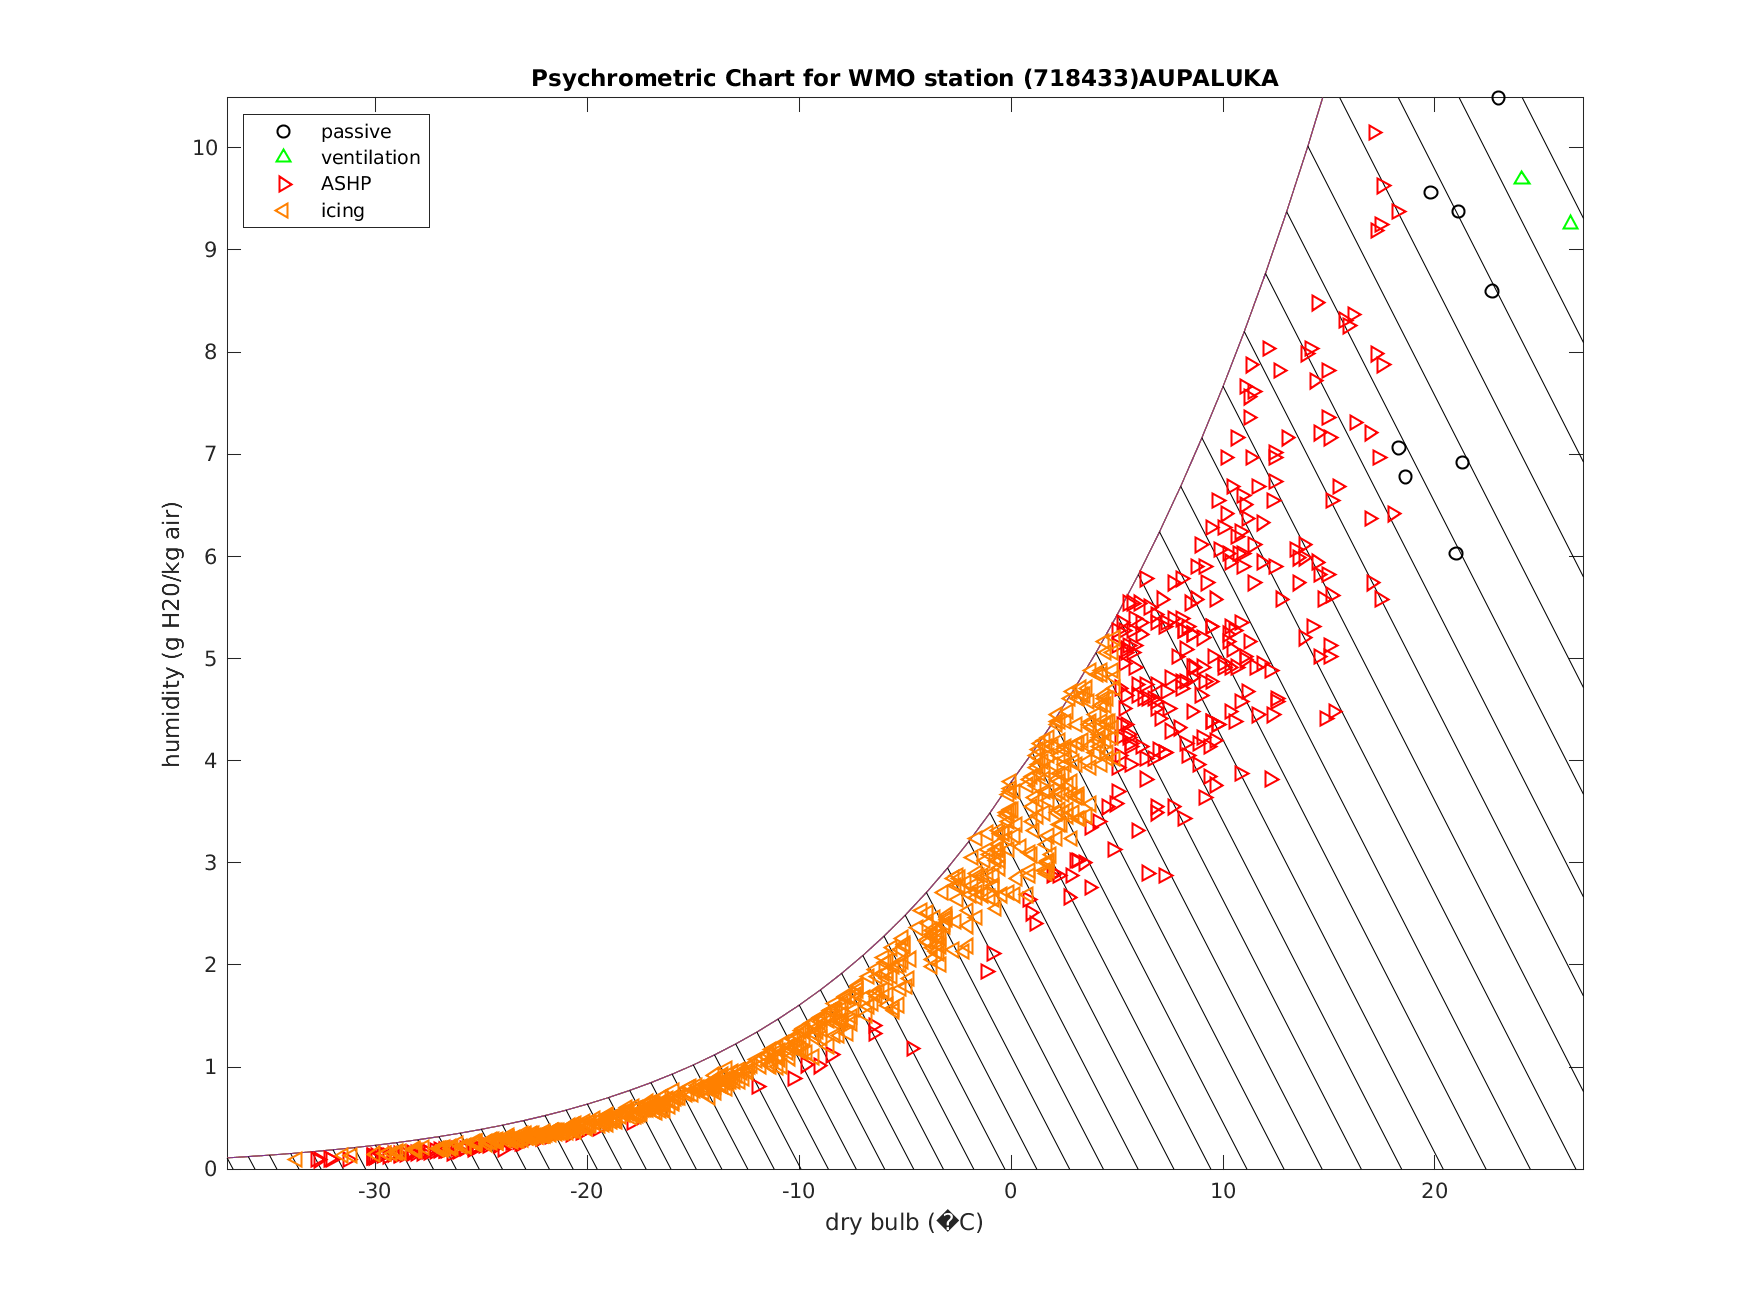 Psychrometric Chart for WMO station (718433)AUPALUKA
passive
ventilation
ASHP
icing
10
9
8
7
6
5
4
3
2
1
0
humidity (g H20/kg air)
-30 -20 -10 0 10 20
dry bulb (�C)